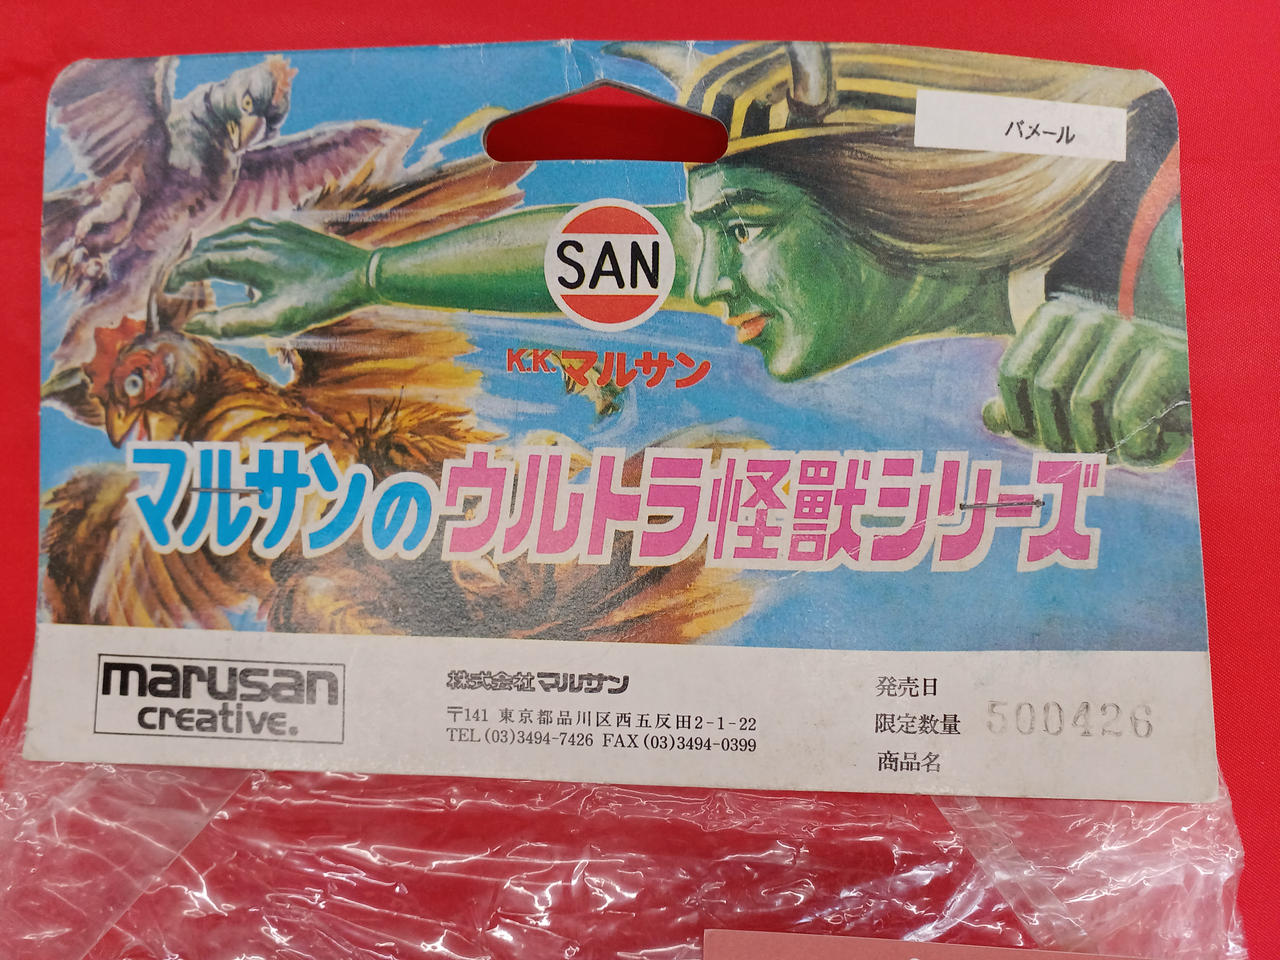 バメール
SAN
K.K. マルサン
マルサンのウルトラ怪獣シリーズ
marusan
creative.
株式会社マルサン
〒141 東京都品川区西五反田2-1-22
TEL (03)3494-7426 FAX (03)3494-0399
発売日
限定数量 500426
商品名